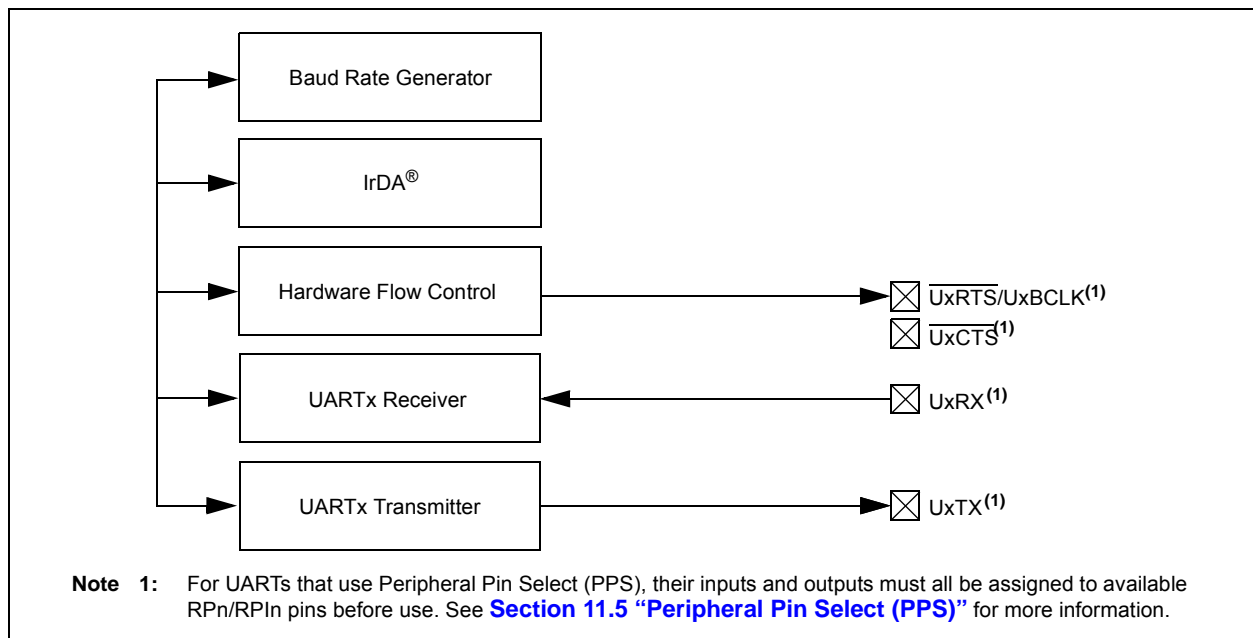 Baud Rate Generator
IrDA®
Hardware Flow Control
UxRTS/UxBCLK(1)
UxCTS(1)
UARTx Receiver
UxRX(1)
UARTx Transmitter
UxTX(1)
Note 1: For UARTs that use Peripheral Pin Select (PPS), their inputs and outputs must all be assigned to available
RPn/RPIn pins before use. See Section 11.5 “Peripheral Pin Select (PPS)” for more information.